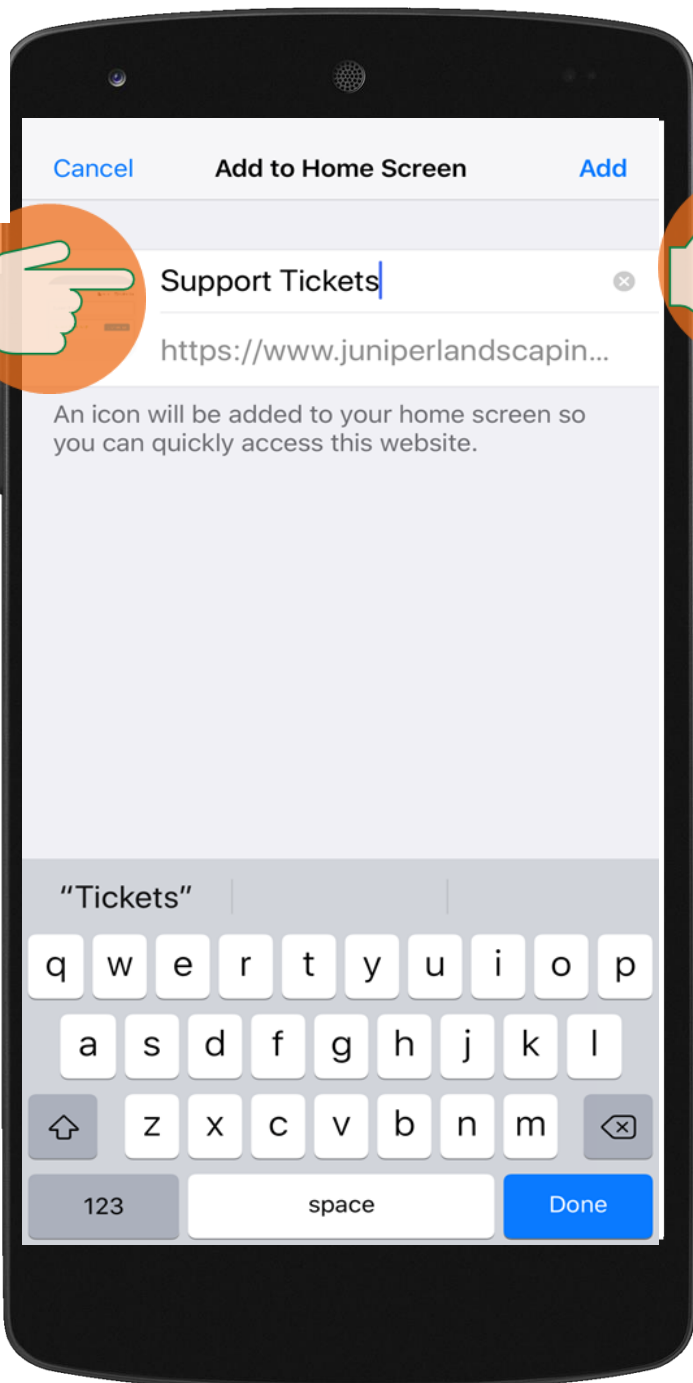 Cancel Add to Home Screen Add
Support Tickets
https://www.juniperlandscapin...
An icon will be added to your home screen so
you can quickly access this website.
“Tickets”
q w e r t y u i o p
a s d f g h j k l
z x c v b n m
123 space Done